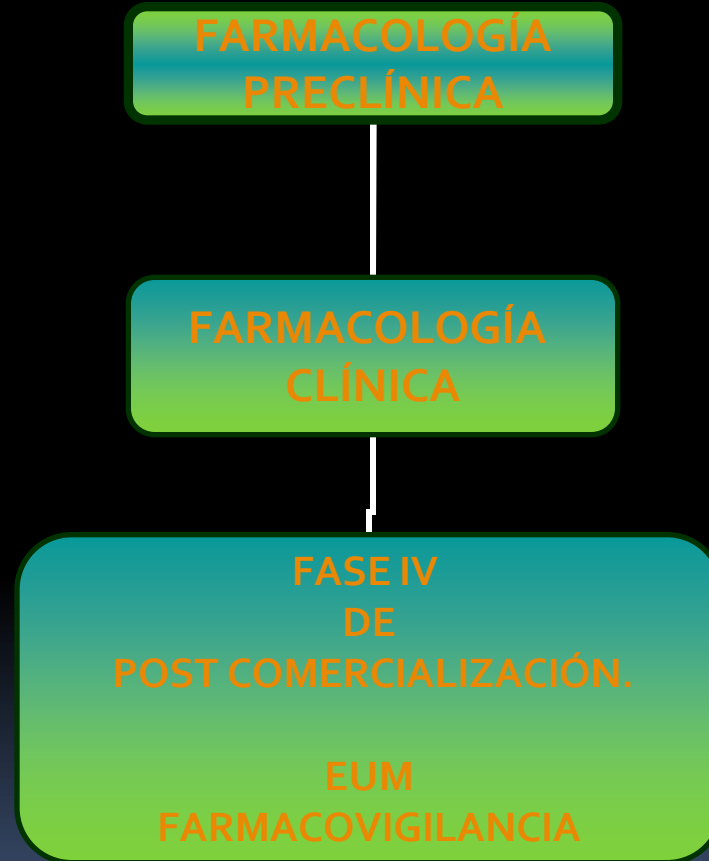 FARMACOLOGÍA
PRECLÍNICA
FARMACOLOGÍA
CLÍNICA
FASE IV
DE
POST COMERCIALIZACIÓN.
EUM
FARMACOVIGILANCIA